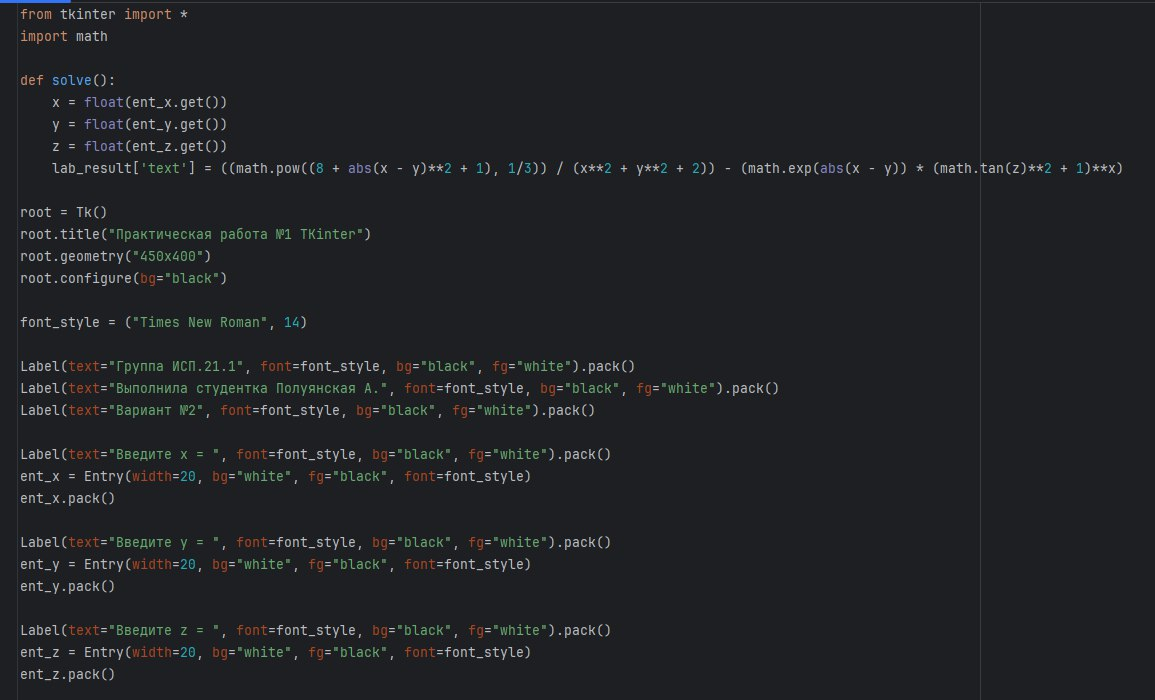 from tkinter import *
import math
def solve():
    x = float(ent_x.get())
    y = float(ent_y.get())
    z = float(ent_z.get())
    lab_result['text'] = ((math.pow((8 + abs(x - y)**2 + 1), 1/3)) / (x**2 + y**2 + 2)) - (math.exp(abs(x - y)) * (math.tan(z)**2 + 1)**x)
root = Tk()
root.title("Практическая работа №1 TKinter")
root.geometry("450x400")
root.configure(bg="black")
font_style = ("Times New Roman", 14)
Label(text="Группа ИСП.21.1", font=font_style, bg="black", fg="white").pack()
Label(text="Выполнила студентка Полуянская А.", font=font_style, bg="black", fg="white").pack()
Label(text="Вариант №2", font=font_style, bg="black", fg="white").pack()
Label(text="Введите x = ", font=font_style, bg="black", fg="white").pack()
ent_x = Entry(width=20, bg="white", fg="black", font=font_style)
ent_x.pack()
Label(text="Введите y = ", font=font_style, bg="black", fg="white").pack()
ent_y = Entry(width=20, bg="white", fg="black", font=font_style)
ent_y.pack()
Label(text="Введите z = ", font=font_style, bg="black", fg="white").pack()
ent_z = Entry(width=20, bg="white", fg="black", font=font_style)
ent_z.pack()